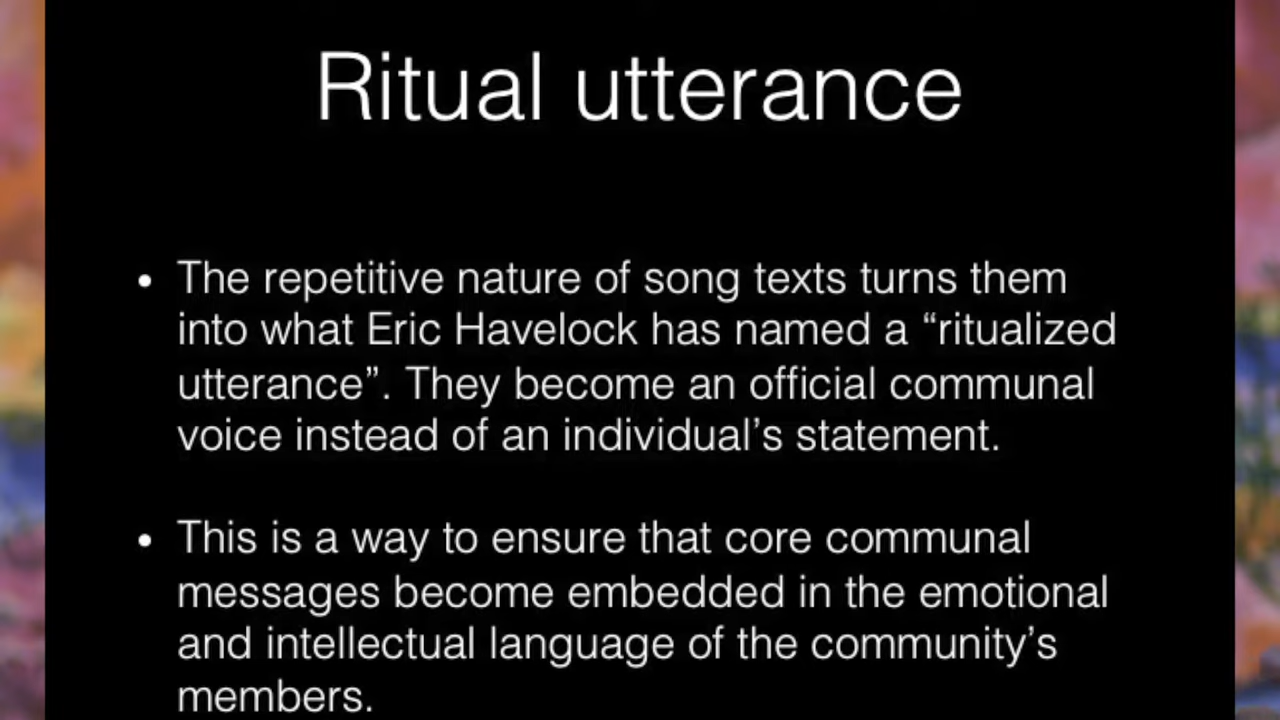 Ritual utterance
• The repetitive nature of song texts turns them
into what Eric Havelock has named a “ritualized
utterance”. They become an official communal
voice instead of an individual’s statement.
• This is a way to ensure that core communal
messages become embedded in the emotional
and intellectual language of the community’s
members.